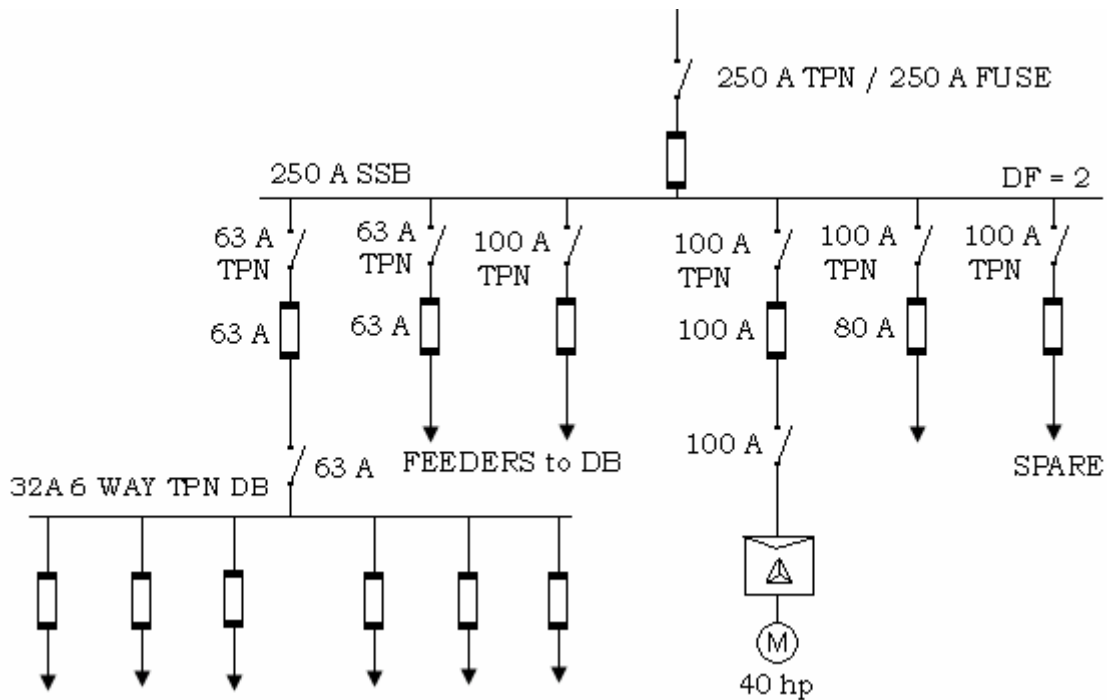 250 A TPN / 250 A FUSE
250 A SSB
DF = 2
63 A
TPN
63 A
TPN
100 A
TPN
100 A
TPN
100 A
TPN
100 A
TPN
63 A
63 A
100 A
80 A
63 A
FEEDERS to DB
100 A
SPARE
32A 6 WAY TPN DB
M
40 hp